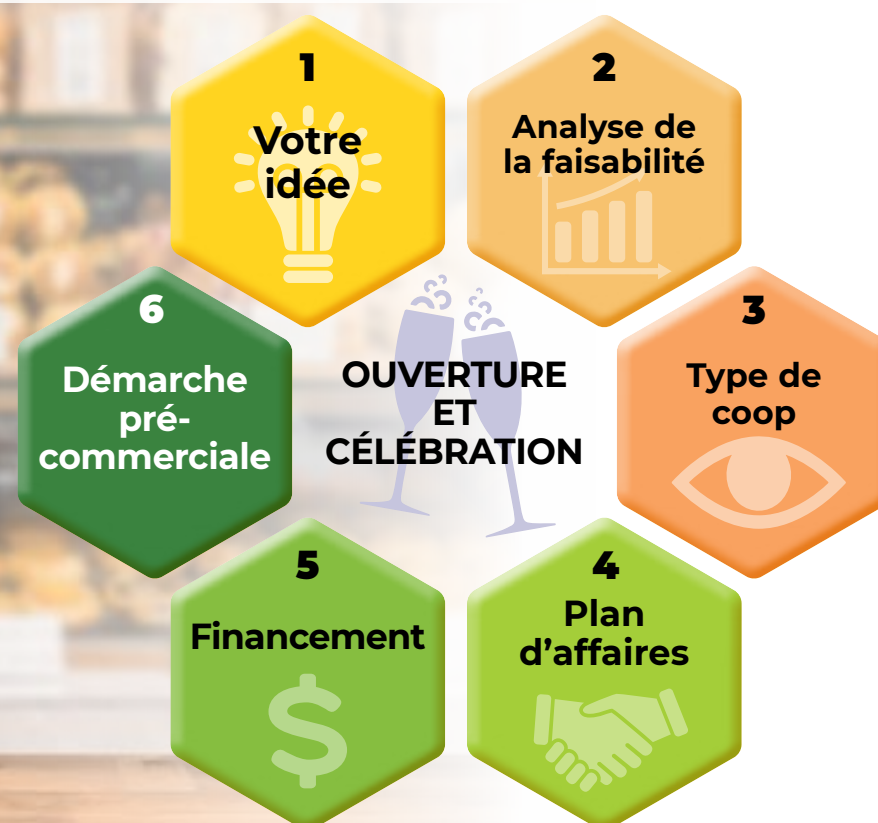 1
Votre
idée
2
Analyse de
la faisabilité
3
Type de
coop
4
Plan
d’affaires
5
Financement
$
6
Démarche
pré-
commerciale
OUVERTURE
ET
CÉLÉBRATION